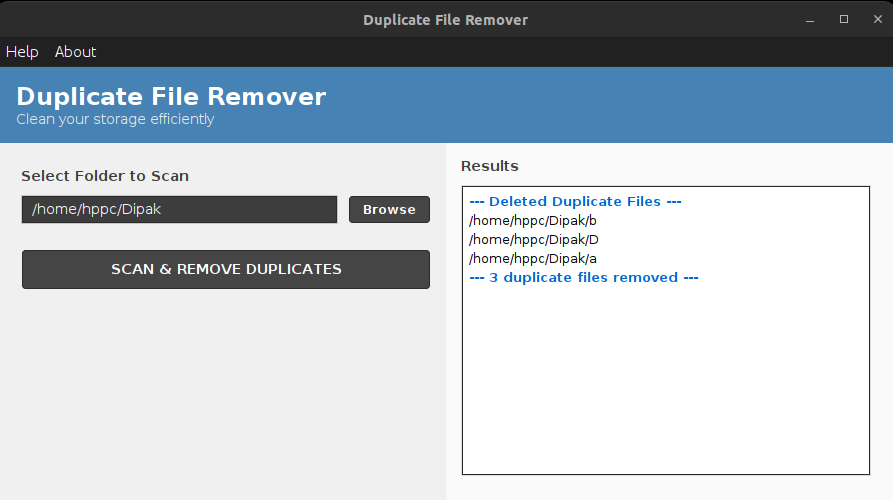 Duplicate File Remover
Help About
Duplicate File Remover
Clean your storage efficiently
Select Folder to Scan
/home/hppc/Dipak Browse
SCAN & REMOVE DUPLICATES
Results
--- Deleted Duplicate Files ---
/home/hppc/Dipak/b
/home/hppc/Dipak/D
/home/hppc/Dipak/a
--- 3 duplicate files removed ---